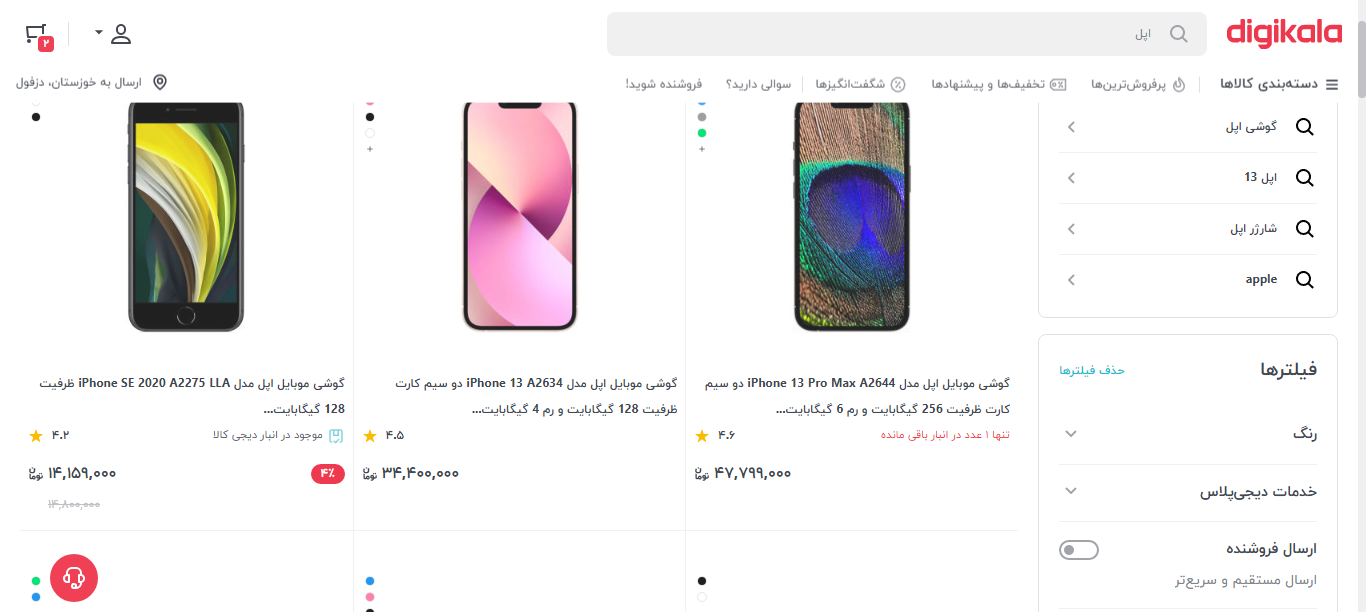 digikala
اپل
۲
دسته‌بندی کالاها
پرفروش‌ترین‌ها
تخفیف‌ها و پیشنهادها
شگفت‌انگیزها
سوالی دارید؟
فروشنده شوید!
ارسال به خوزستان، دزفول
گوشی اپل
اپل 13
شارژر اپل
apple
فیلترها
حذف فیلترها
رنگ
خدمات دیجی‌پلاس
ارسال فروشنده
ارسال مستقیم و سریع‌تر
+
گوشی موبایل اپل مدل iPhone 13 Pro Max A2644 دو سیم
کارت ظرفیت 256 گیگابایت و رم 6 گیگابایت...
تنها ۱ عدد در انبار باقی مانده
۴.۶
۴۷,۷۹۹,۰۰۰ تومان
+
گوشی موبایل اپل مدل iPhone 13 A2634 دو سیم‌ کارت
ظرفیت 128 گیگابایت و رم 4 گیگابایت...
۴.۵
۳۴,۴۰۰,۰۰۰ تومان
گوشی موبایل اپل مدل iPhone SE 2020 A2275 LLA ظرفیت
128 گیگابایت...
موجود در انبار دیجی کالا
۴.۲
۴٪
۱۴,۱۵۹,۰۰۰ تومان
۱۴,۸۰۰,۰۰۰